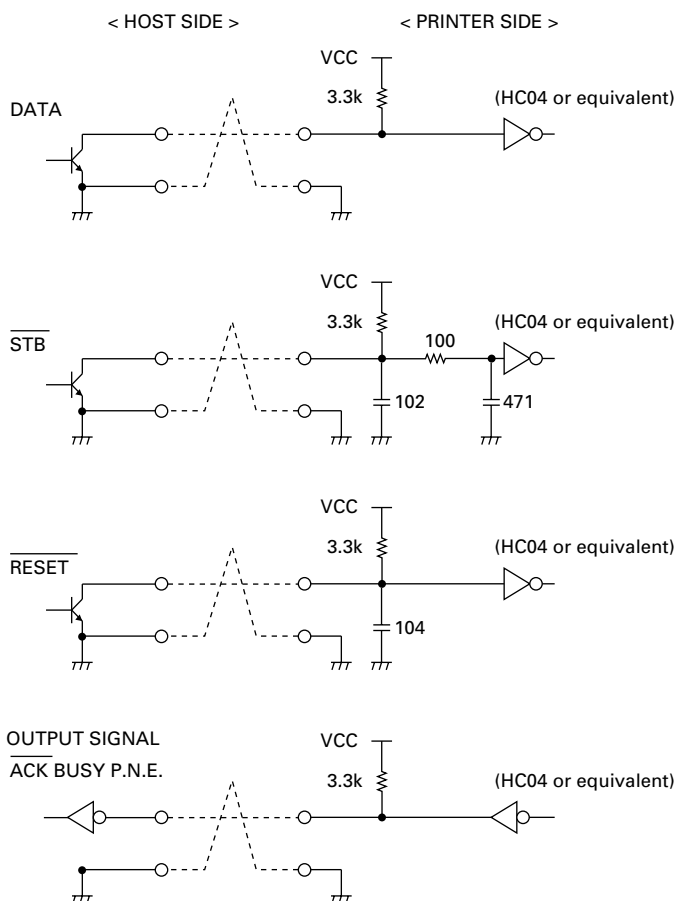 < HOST SIDE > < PRINTER SIDE >
VCC
3.3k
(HC04 or equivalent)
DATA
VCC
3.3k
(HC04 or equivalent)
STB
100
102
471
VCC
3.3k
(HC04 or equivalent)
RESET
104
OUTPUT SIGNAL
VCC
ACK BUSY P.N.E.
3.3k
(HC04 or equivalent)